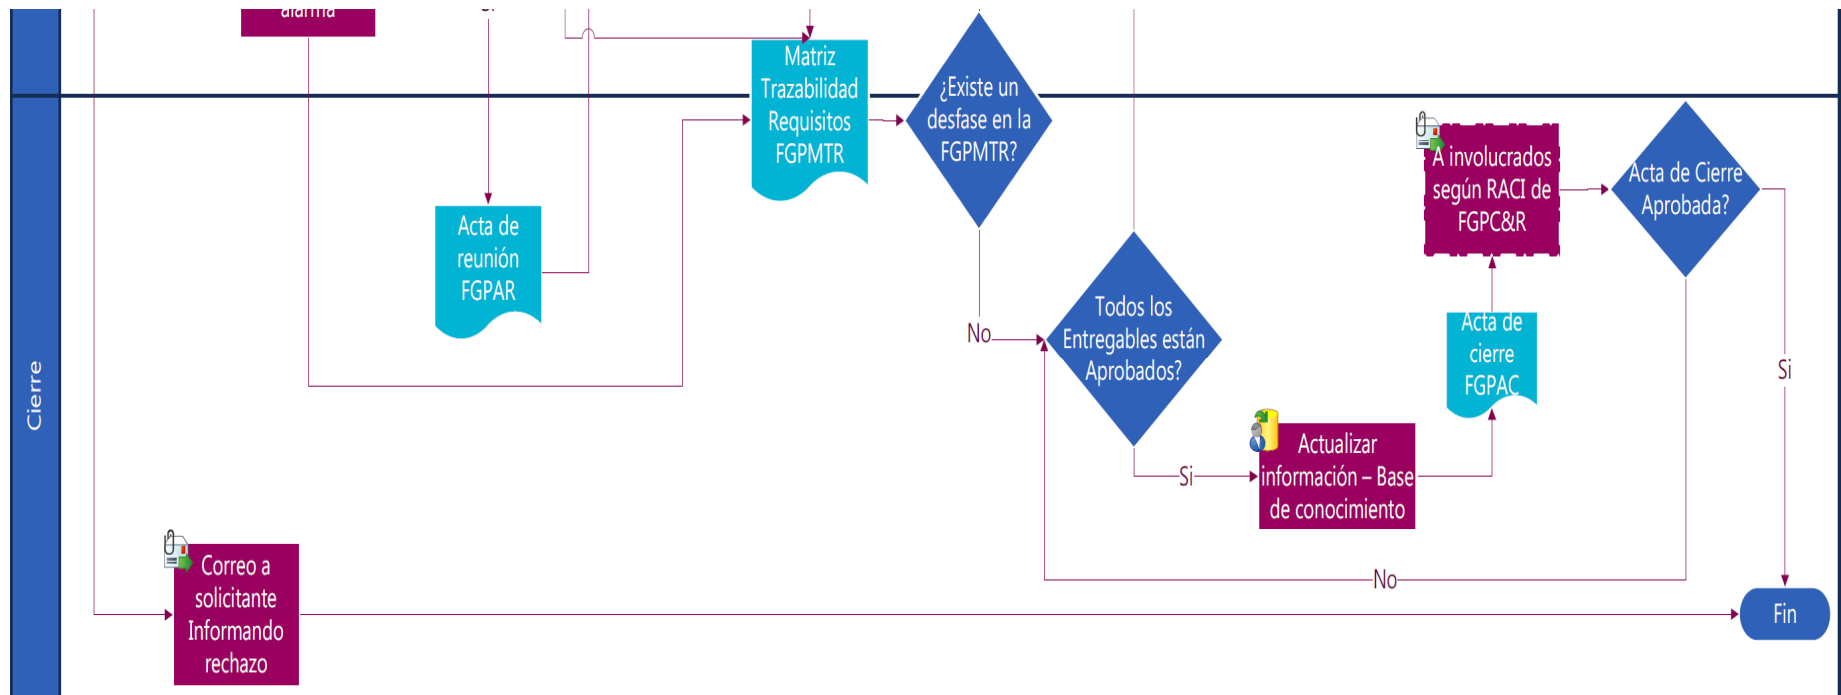 alarma
Si
Matriz
Trazabilidad
Requisitos
FGPMTR
¿Existe un
desfase en la
FGPMTR?
A involucrados
según RACI de
FGPC&R
Acta de Cierre
Aprobada?
Acta de
reunión
FGPAR
No
Todos los
Entregables están
Aprobados?
Acta de
cierre
FGPAC
Si
Cierre
Si
Actualizar
información – Base
de conocimiento
No
Correo a
solicitante
Informando
rechazo
Fin